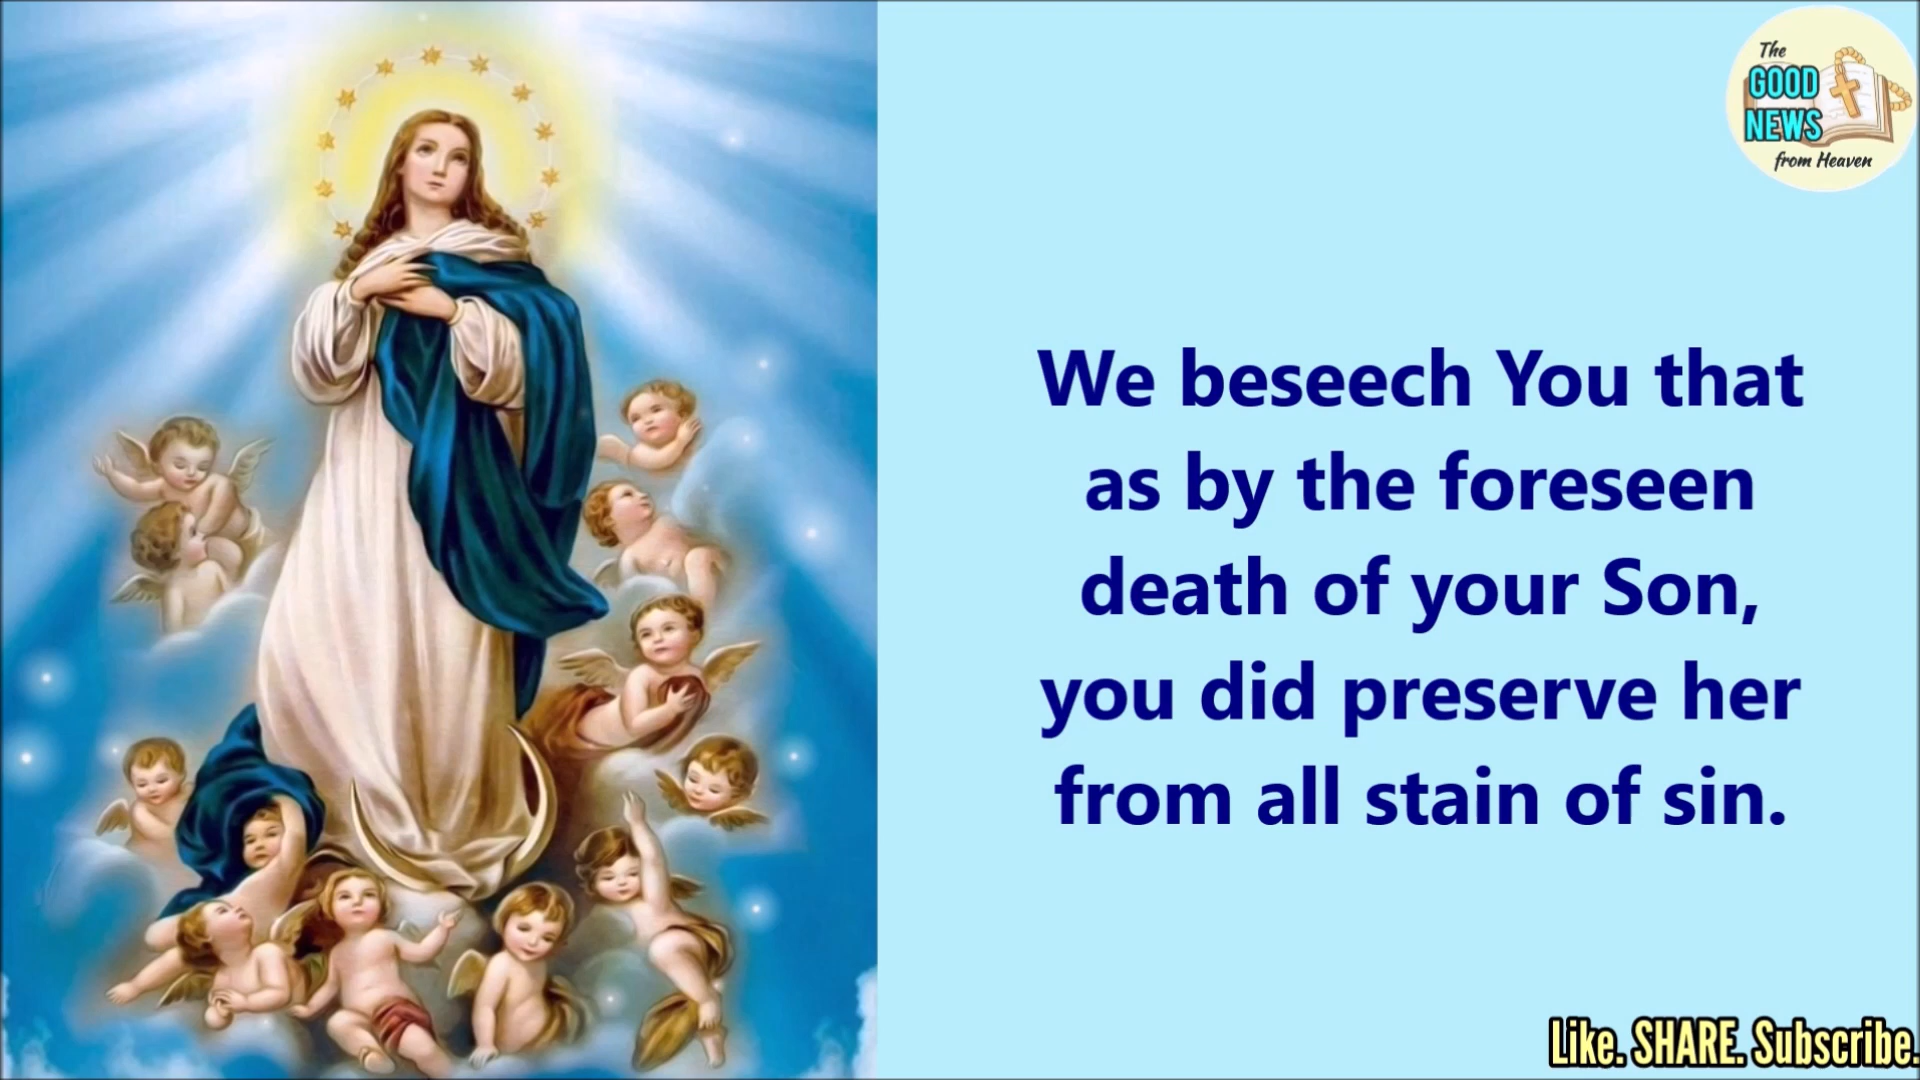 The
GOOD
NEWS
from Heaven
We beseech You that
as by the foreseen
death of your Son,
you did preserve her
from all stain of sin.
Like. SHARE. Subscribe.